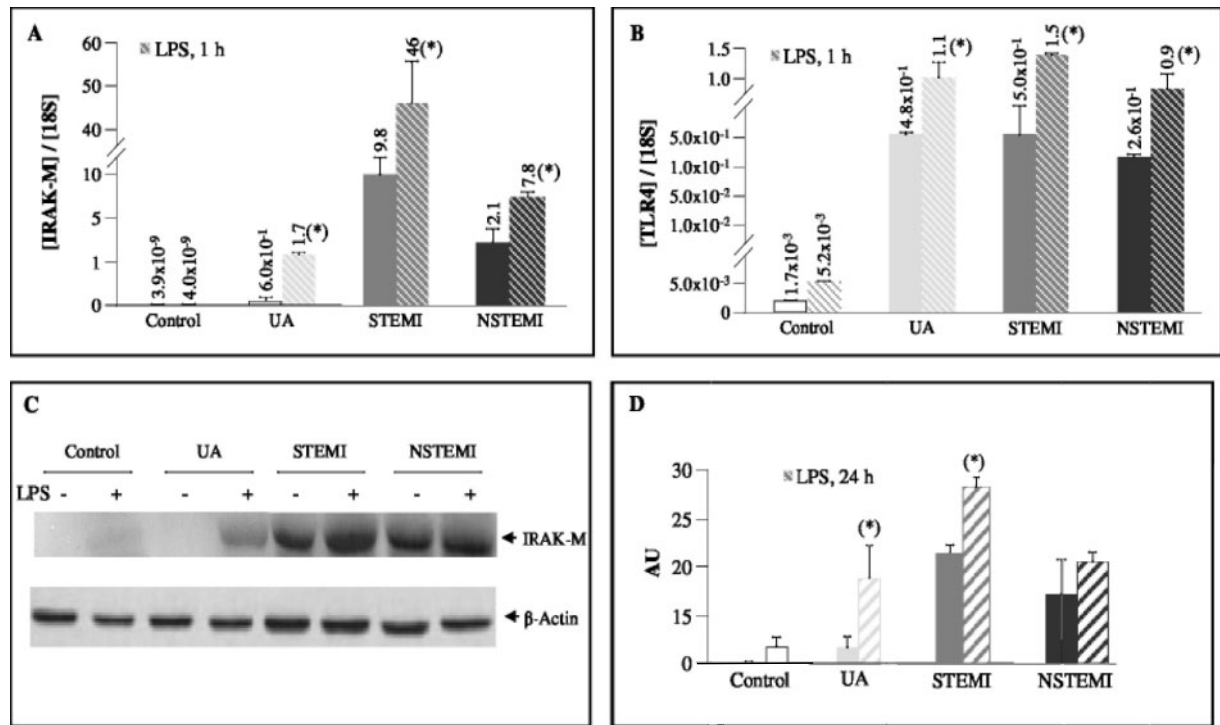 A
[IRAK-M] / [18S]
LPS, 1 h
60
50
40
10
5
1
0
3.9x10⁻⁹
4.0x10⁻⁹
6.0x10⁻¹
1.7 (*)
9.8
46 (*)
2.1
7.8 (*)
Control UA STEMI NSTEMI
B
[TLR4] / [18S]
LPS, 1 h
1.5
1.0
5.0x10⁻¹
1.0x10⁻¹
5.0x10⁻²
1.0x10⁻²
5.0x10⁻³
0
1.7x10⁻³
5.2x10⁻³
4.8x10⁻¹
1.1 (*)
5.0x10⁻¹
1.5 (*)
2.6x10⁻¹
0.9 (*)
Control UA STEMI NSTEMI
C
Control UA STEMI NSTEMI
LPS - + - + - + - +
IRAK-M
β-Actin
D
AU
LPS, 24 h
30
25
20
15
0
(*)
(*)
Control UA STEMI NSTEMI